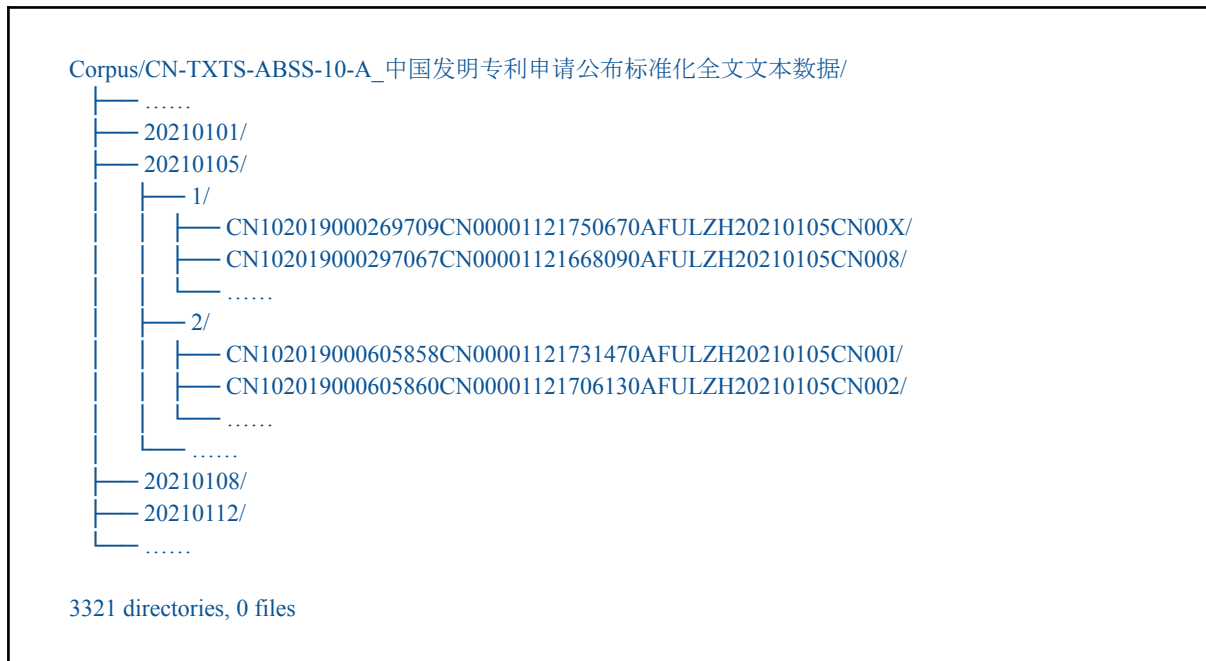 Corpus/CN-TXTS-ABSS-10-A_中国发明专利申请公布标准化全文文本数据/
├── ……
├── 20210101/
├── 20210105/
│   ├── 1/
│   │   ├── CN102019000269709CN00001121750670AFULZH20210105CN00X/
│   │   ├── CN102019000297067CN00001121668090AFULZH20210105CN008/
│   │   └── ……
│   ├── 2/
│   │   ├── CN102019000605858CN00001121731470AFULZH20210105CN00I/
│   │   ├── CN102019000605860CN00001121706130AFULZH20210105CN002/
│   │   └── ……
│   └── ……
├── 20210108/
├── 20210112/
└── ……
3321 directories, 0 files